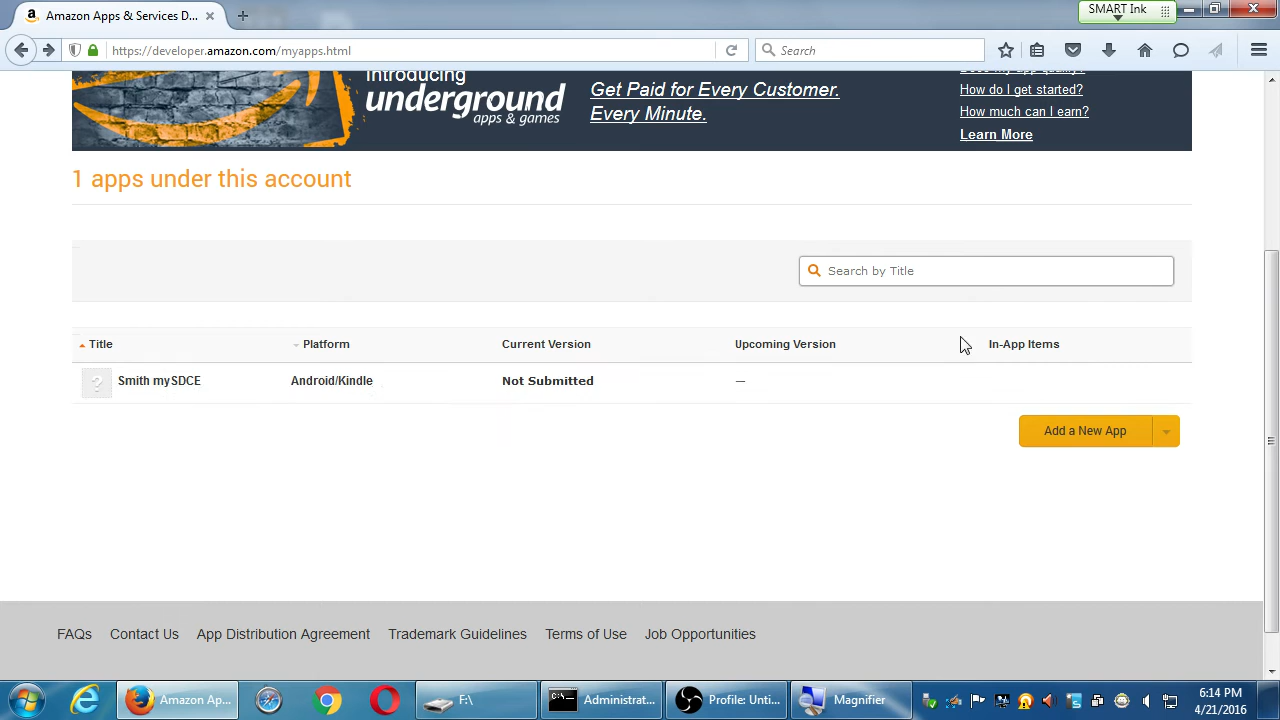 Amazon Apps & Services D...
SMART Ink
https://developer.amazon.com/myapps.html
Search
Introducing
underground
apps & games
Get Paid for Every Customer.
Every Minute.
Does my app qualify?
How do I get started?
How much can I earn?
Learn More
1 apps under this account
Search by Title
Title Platform Current Version Upcoming Version In-App Items
? Smith mySDCE Android/Kindle Not Submitted —
Add a New App
FAQs Contact Us App Distribution Agreement Trademark Guidelines Terms of Use Job Opportunities
Amazon Ap... F:\ Administrat... Profile: Unti... Magnifier
6:14 PM
4/21/2016